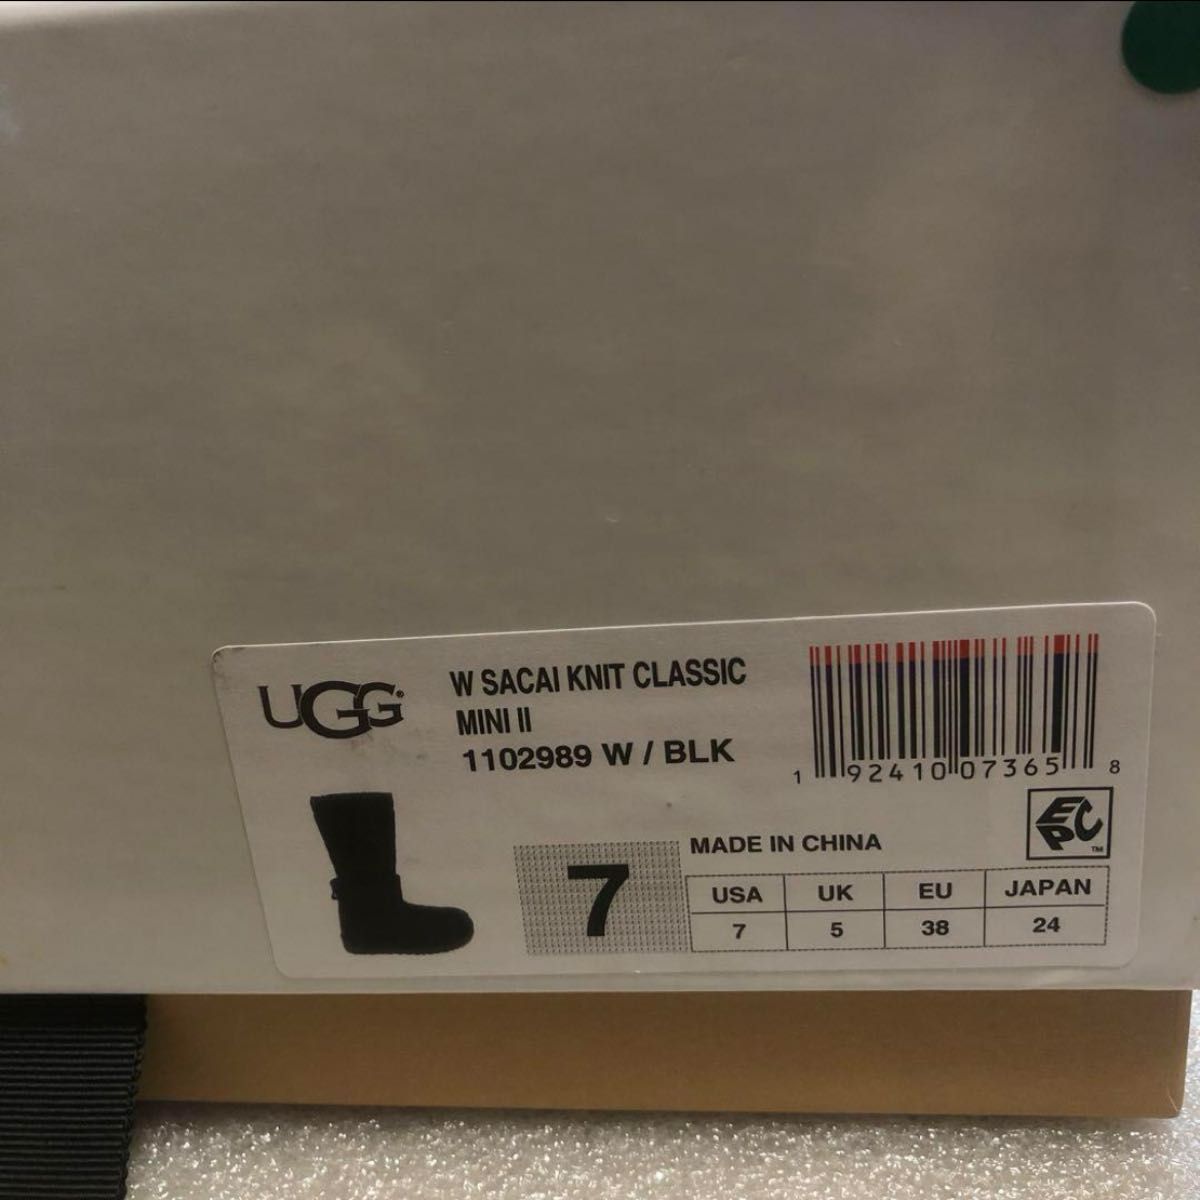 UGG®
W SACAI KNIT CLASSIC
MINI II
1102989 W / BLK
1 92410 07365 8
EPC™
7
MADE IN CHINA
USA UK EU JAPAN
7 5 38 24